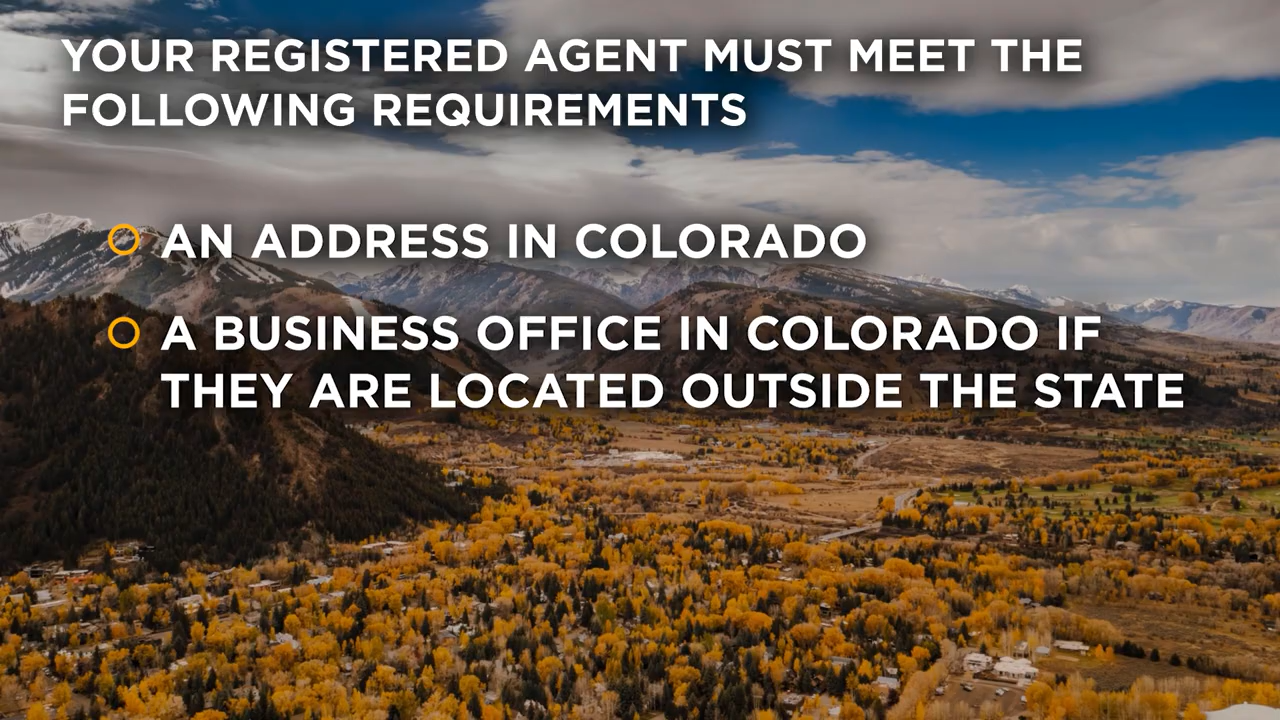 YOUR REGISTERED AGENT MUST MEET THE
FOLLOWING REQUIREMENTS
AN ADDRESS IN COLORADO
A BUSINESS OFFICE IN COLORADO IF
THEY ARE LOCATED OUTSIDE THE STATE